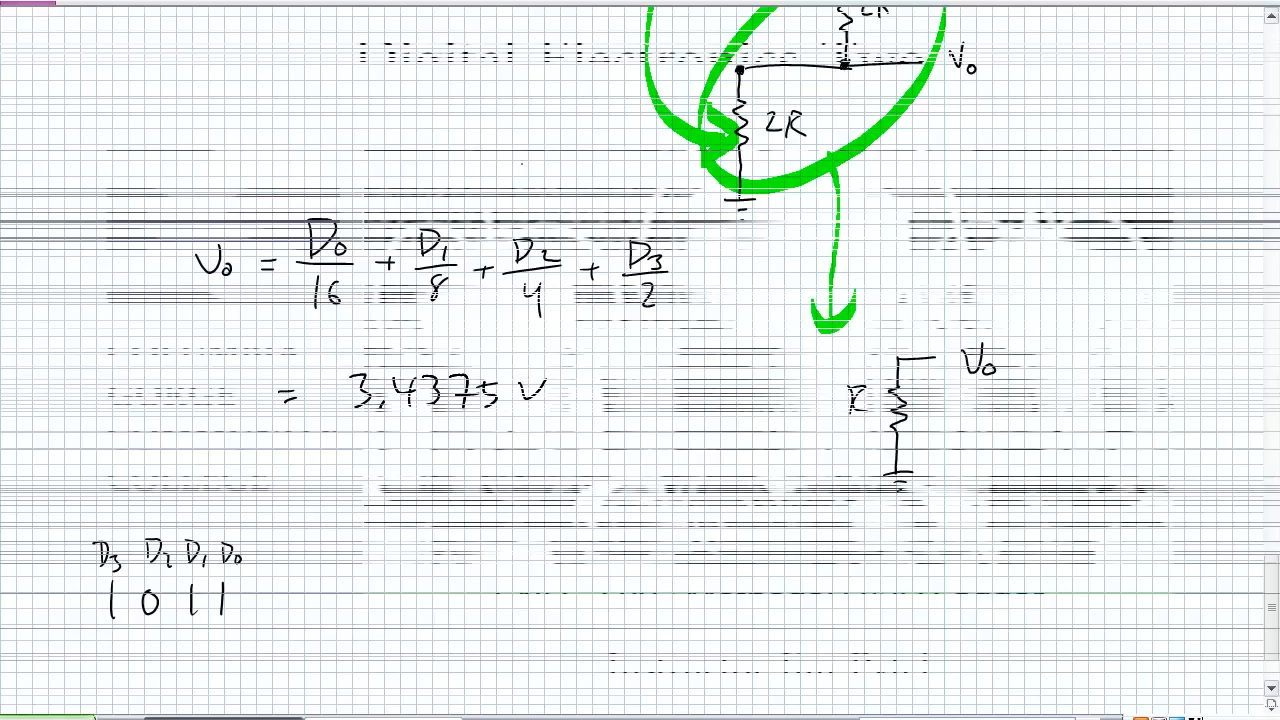 2R
V₀
2R
V₀ = D₀/16 + D₁/8 + D₂/4 + D₃/2
V₀
= 3.4375 V
R
D₃ D₂ D₁ D₀
1 0 1 1